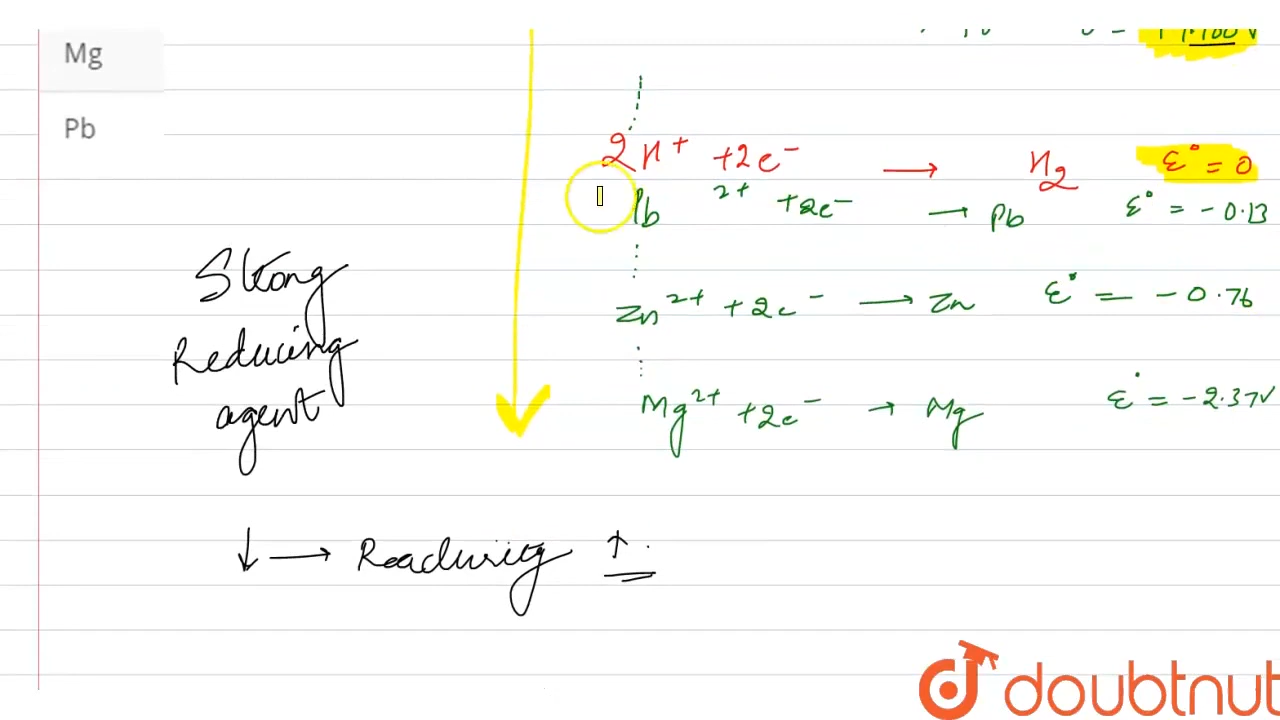 Mg
Pb
2H⁺ +2e⁻ → H₂ ε° = 0
Pb²⁺ +2e⁻ → Pb ε° = -0.13
Zn²⁺ +2e⁻ → Zn ε° = -0.76
Mg²⁺ +2e⁻ → Mg ε° = -2.37V
Strong
Reducing
agent
↓ → Reducing +.
doubtnut